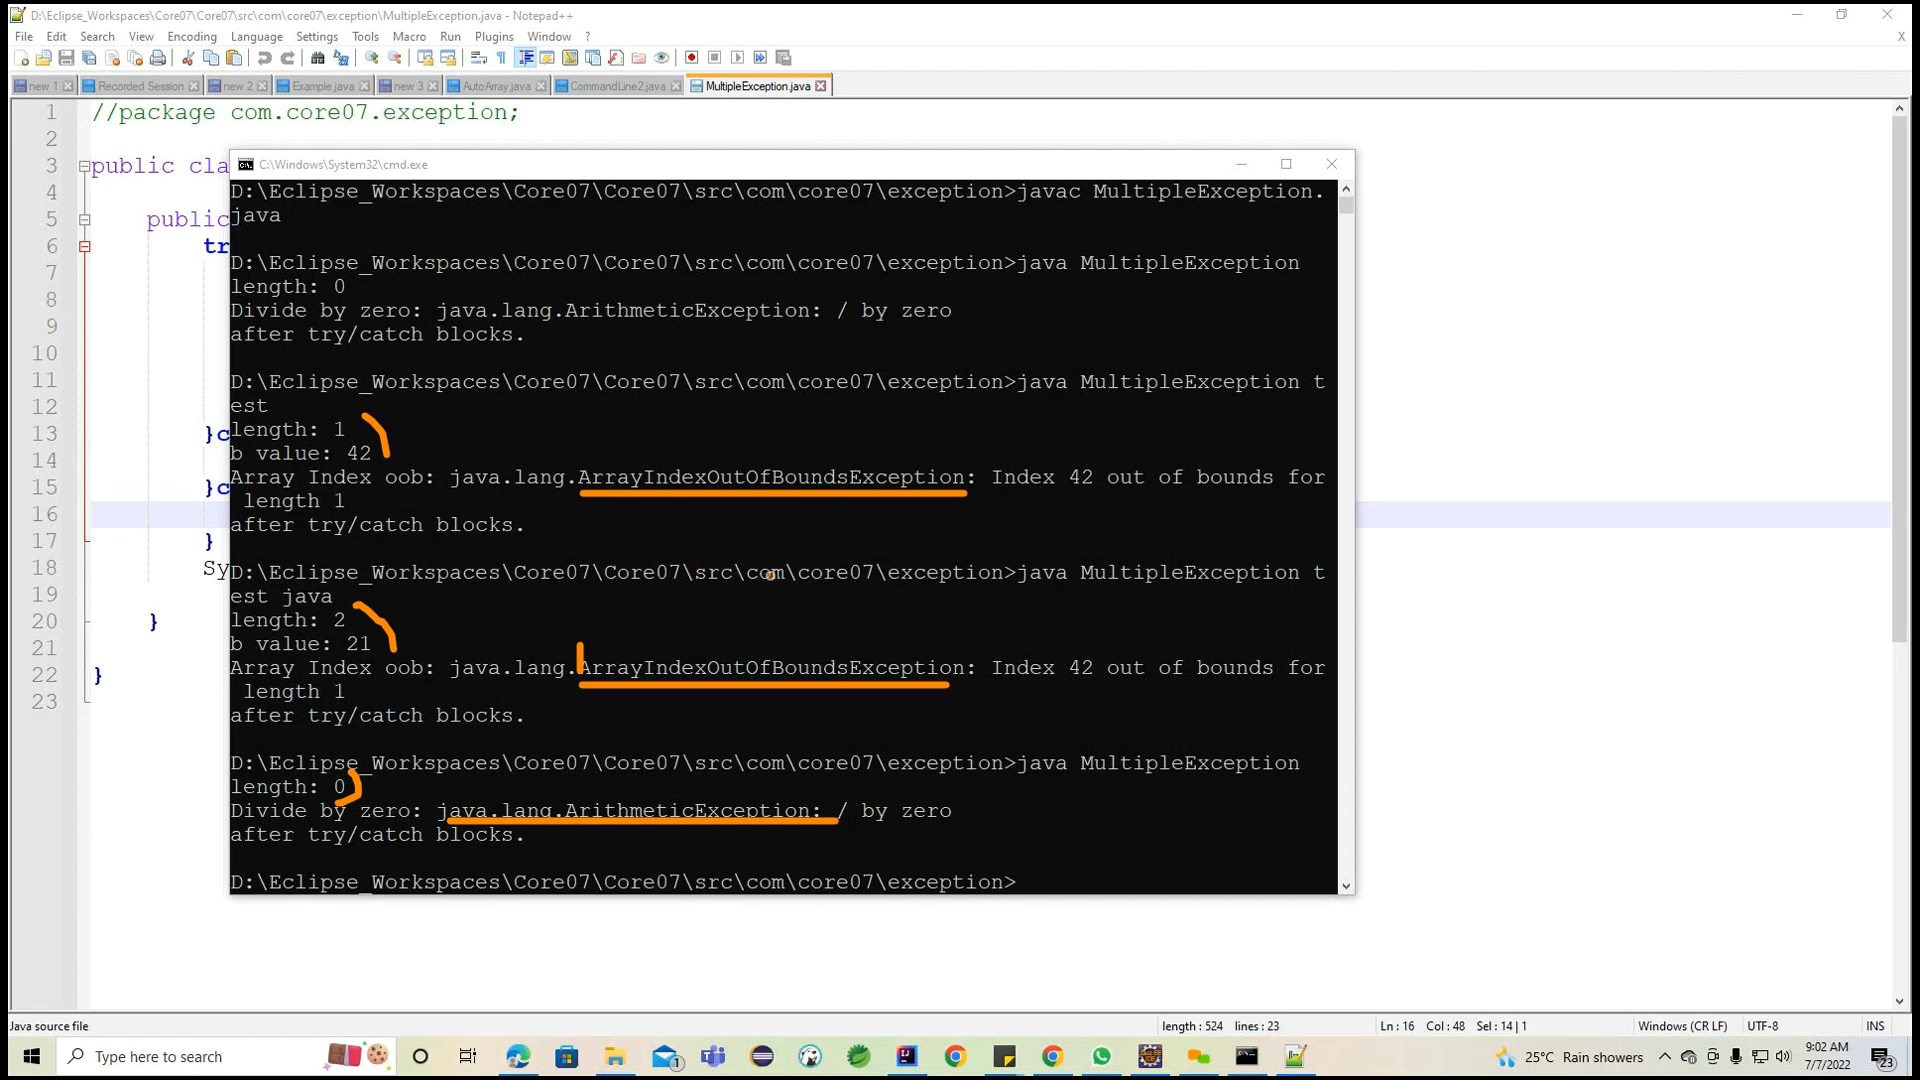 D:\Eclipse_Workspaces\Core07\Core07\src\com\core07\exception\MultipleException.java - Notepad++
File Edit Search View Encoding Language Settings Tools Macro Run Plugins Window ?
X
new 1 Recorded Session new 2 Example.java new 3 AutoArray.java CommandLine2.java MultipleException.java
1 //package com.core07.exception;
2
3 public cla
4
5 public
6 tr
7
8
9
10
11
12
13 }c
14
15 }c
16
17 }
18 Sy
19
20 }
21
22 }
23
C:\Windows\System32\cmd.exe
D:\Eclipse_Workspaces\Core07\Core07\src\com\core07\exception>javac MultipleException.
java
D:\Eclipse_Workspaces\Core07\Core07\src\com\core07\exception>java MultipleException
length: 0
Divide by zero: java.lang.ArithmeticException: / by zero
after try/catch blocks.
D:\Eclipse_Workspaces\Core07\Core07\src\com\core07\exception>java MultipleException t
est
length: 1
b value: 42
Array Index oob: java.lang.ArrayIndexOutOfBoundsException: Index 42 out of bounds for
length 1
after try/catch blocks.
D:\Eclipse_Workspaces\Core07\Core07\src\com\core07\exception>java MultipleException t
est java
length: 2
b value: 21
Array Index oob: java.lang.ArrayIndexOutOfBoundsException: Index 42 out of bounds for
length 1
after try/catch blocks.
D:\Eclipse_Workspaces\Core07\Core07\src\com\core07\exception>java MultipleException
length: 0
Divide by zero: java.lang.ArithmeticException: / by zero
after try/catch blocks.
D:\Eclipse_Workspaces\Core07\Core07\src\com\core07\exception>
Java source file length : 524 lines : 23 Ln : 16 Col : 48 Sel : 14 | 1 Windows (CR LF) UTF-8 INS
Type here to search
1
25°C Rain showers
9:02 AM
7/7/2022
23